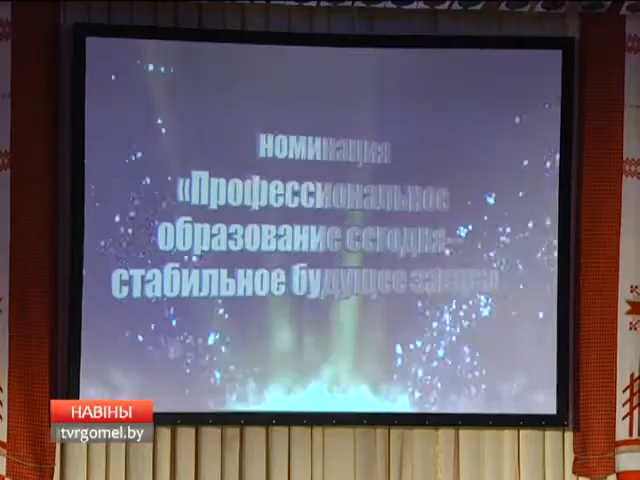 номинация
«Профессиональное
образование сегодня-
стабильное будущее
НАВІНЫ
tvrgomel.by